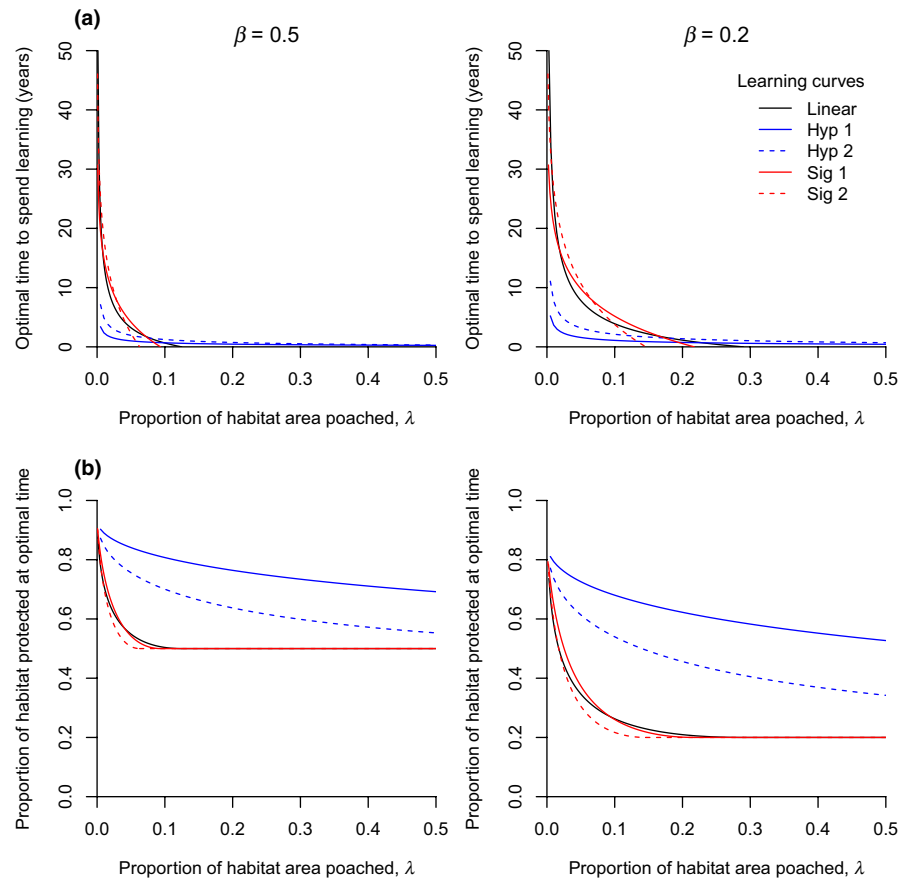 (a)
β = 0.5
β = 0.2
Optimal time to spend learning (years)
0 10 20 30 40 50
0.0 0.1 0.2 0.3 0.4 0.5
Proportion of habitat area poached, λ
Optimal time to spend learning (years)
0 10 20 30 40 50
Learning curves
Linear
Hyp 1
Hyp 2
Sig 1
Sig 2
0.0 0.1 0.2 0.3 0.4 0.5
Proportion of habitat area poached, λ
(b)
Proportion of habitat protected at optimal time
0.0 0.2 0.4 0.6 0.8 1.0
0.0 0.1 0.2 0.3 0.4 0.5
Proportion of habitat area poached, λ
Proportion of habitat protected at optimal time
0.0 0.2 0.4 0.6 0.8 1.0
0.0 0.1 0.2 0.3 0.4 0.5
Proportion of habitat area poached, λ